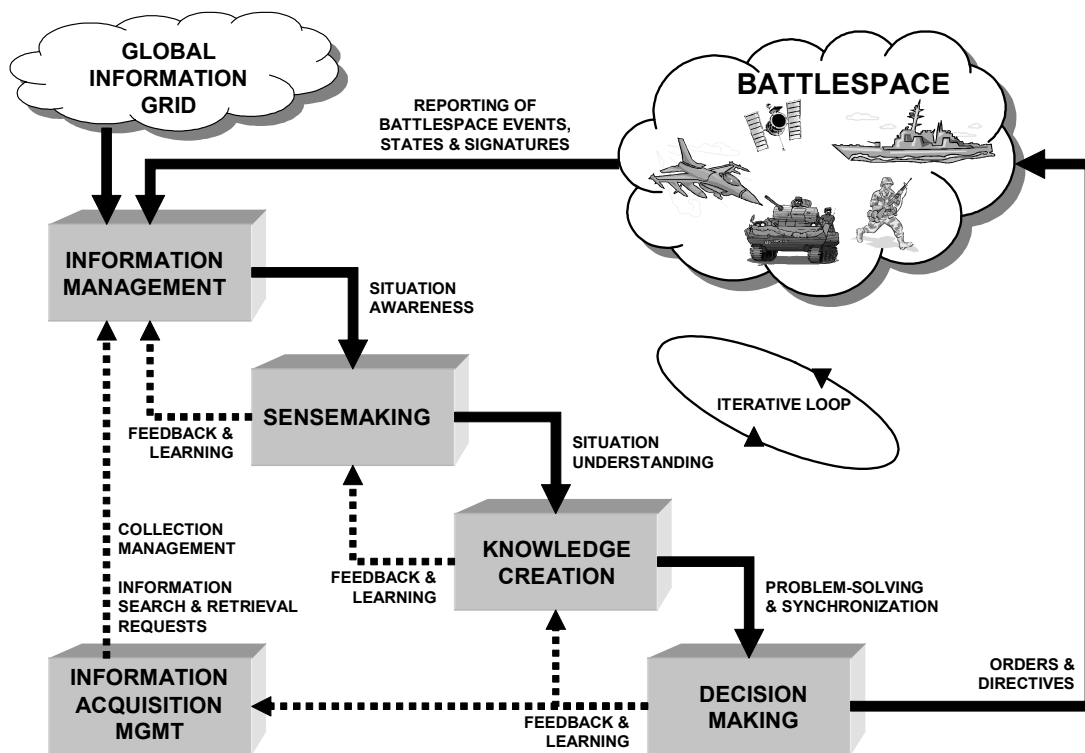 GLOBAL
INFORMATION
GRID
BATTLESPACE
REPORTING OF
BATTLESPACE EVENTS,
STATES & SIGNATURES
INFORMATION
MANAGEMENT
SITUATION
AWARENESS
SENSEMAKING
FEEDBACK &
LEARNING
ITERATIVE LOOP
SITUATION
UNDERSTANDING
KNOWLEDGE
CREATION
FEEDBACK &
LEARNING
COLLECTION
MANAGEMENT
INFORMATION
SEARCH & RETRIEVAL
REQUESTS
PROBLEM-SOLVING
& SYNCHRONIZATION
INFORMATION
ACQUISITION
MGMT
DECISION
MAKING
FEEDBACK &
LEARNING
ORDERS &
DIRECTIVES